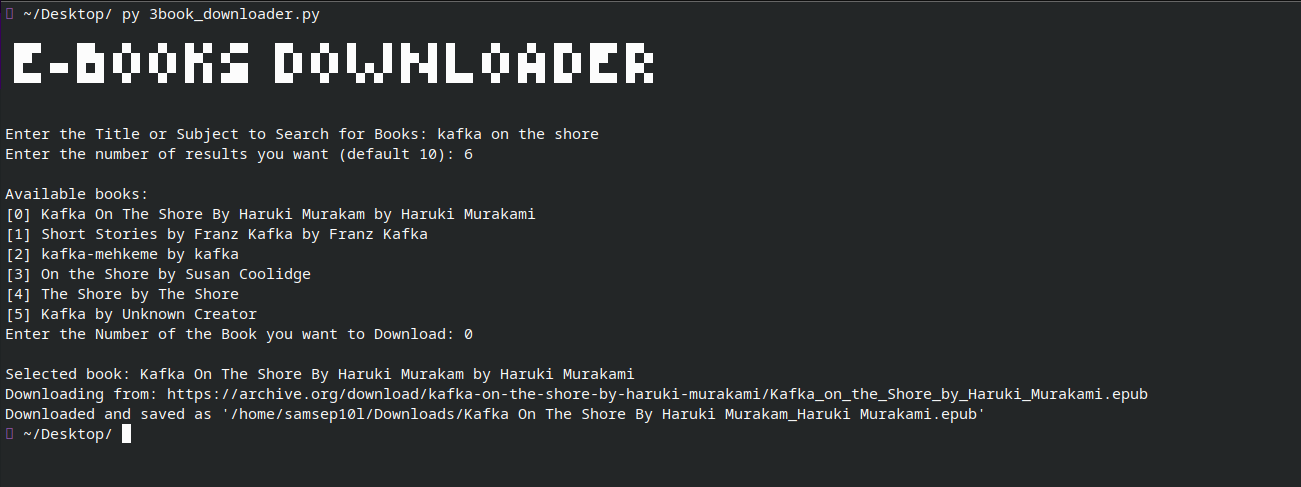 ~/Desktop/ py 3book_downloader.py
E-BOOKS DOWNLOADER
Enter the Title or Subject to Search for Books: kafka on the shore
Enter the number of results you want (default 10): 6
Available books:
[0] Kafka On The Shore By Haruki Murakam by Haruki Murakami
[1] Short Stories by Franz Kafka by Franz Kafka
[2] kafka-mehkeme by kafka
[3] On the Shore by Susan Coolidge
[4] The Shore by The Shore
[5] Kafka by Unknown Creator
Enter the Number of the Book you want to Download: 0
Selected book: Kafka On The Shore By Haruki Murakam by Haruki Murakami
Downloading from: https://archive.org/download/kafka-on-the-shore-by-haruki-murakami/Kafka_on_the_Shore_by_Haruki_Murakami.epub
Downloaded and saved as '/home/samsep10l/Downloads/Kafka On The Shore By Haruki Murakam_Haruki Murakami.epub'
~/Desktop/